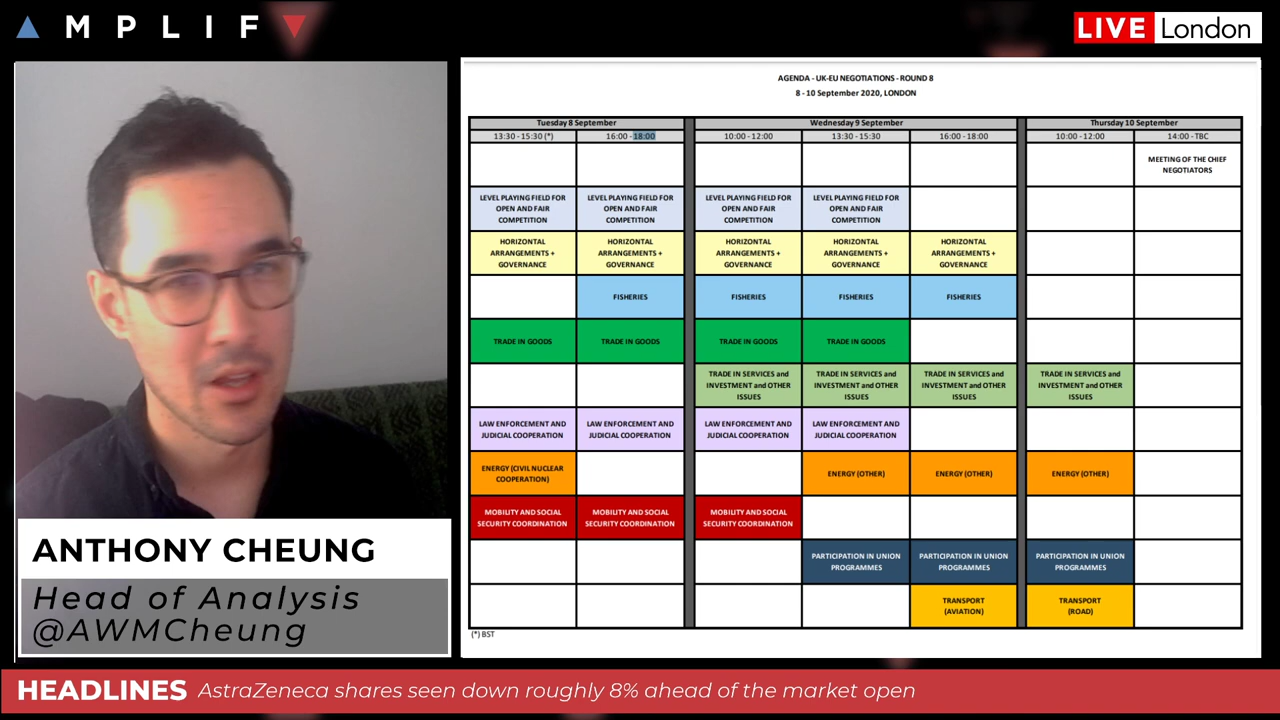 AMPLIFY
LIVE London
AGENDA - UK-EU NEGOTIATIONS - ROUND 8
8 - 10 September 2020, LONDON
Tuesday 8 September
Wednesday 9 September
Thursday 10 September
13:30 - 15:30 (*)
16:00 - 18:00
10:00 - 12:00
13:30 - 15:30
16:00 - 18:00
10:00 - 12:00
14:00 - TBC
MEETING OF THE CHIEF
NEGOTIATORS
LEVEL PLAYING FIELD FOR
OPEN AND FAIR
COMPETITION
LEVEL PLAYING FIELD FOR
OPEN AND FAIR
COMPETITION
LEVEL PLAYING FIELD FOR
OPEN AND FAIR
COMPETITION
LEVEL PLAYING FIELD FOR
OPEN AND FAIR
COMPETITION
HORIZONTAL
ARRANGEMENTS +
GOVERNANCE
HORIZONTAL
ARRANGEMENTS +
GOVERNANCE
HORIZONTAL
ARRANGEMENTS +
GOVERNANCE
HORIZONTAL
ARRANGEMENTS +
GOVERNANCE
HORIZONTAL
ARRANGEMENTS +
GOVERNANCE
FISHERIES
FISHERIES
FISHERIES
FISHERIES
TRADE IN GOODS
TRADE IN GOODS
TRADE IN GOODS
TRADE IN GOODS
TRADE IN SERVICES and
INVESTMENT and OTHER
ISSUES
TRADE IN SERVICES and
INVESTMENT and OTHER
ISSUES
TRADE IN SERVICES and
INVESTMENT and OTHER
ISSUES
TRADE IN SERVICES and
INVESTMENT and OTHER
ISSUES
LAW ENFORCEMENT AND
JUDICIAL COOPERATION
LAW ENFORCEMENT AND
JUDICIAL COOPERATION
LAW ENFORCEMENT AND
JUDICIAL COOPERATION
LAW ENFORCEMENT AND
JUDICIAL COOPERATION
ENERGY (CIVIL NUCLEAR
COOPERATION)
ENERGY (OTHER)
ENERGY (OTHER)
ENERGY (OTHER)
MOBILITY AND SOCIAL
SECURITY COORDINATION
MOBILITY AND SOCIAL
SECURITY COORDINATION
MOBILITY AND SOCIAL
SECURITY COORDINATION
PARTICIPATION IN UNION
PROGRAMMES
PARTICIPATION IN UNION
PROGRAMMES
PARTICIPATION IN UNION
PROGRAMMES
TRANSPORT
(AVIATION)
TRANSPORT
(ROAD)
(*) BST
ANTHONY CHEUNG
Head of Analysis
@AWMCheung
HEADLINES AstraZeneca shares seen down roughly 8% ahead of the market open